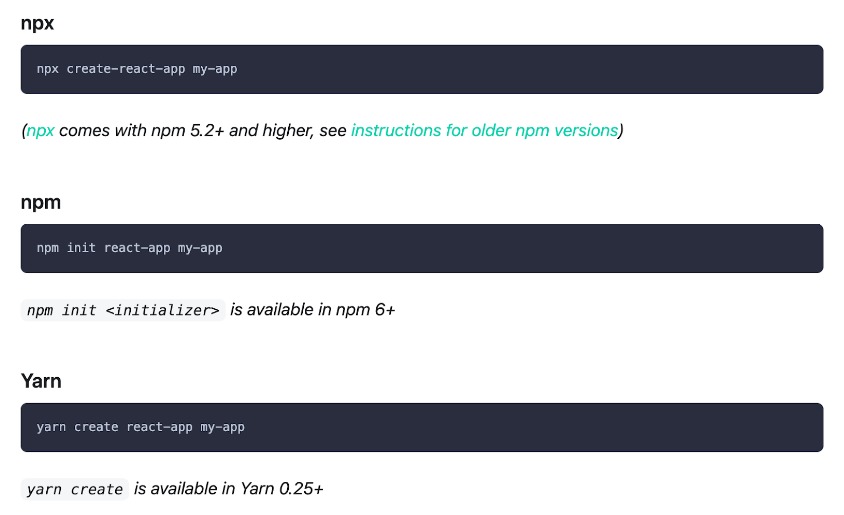 npx
npx create-react-app my-app
(npx comes with npm 5.2+ and higher, see instructions for older npm versions)
npm
npm init react-app my-app
npm init <initializer> is available in npm 6+
Yarn
yarn create react-app my-app
yarn create is available in Yarn 0.25+